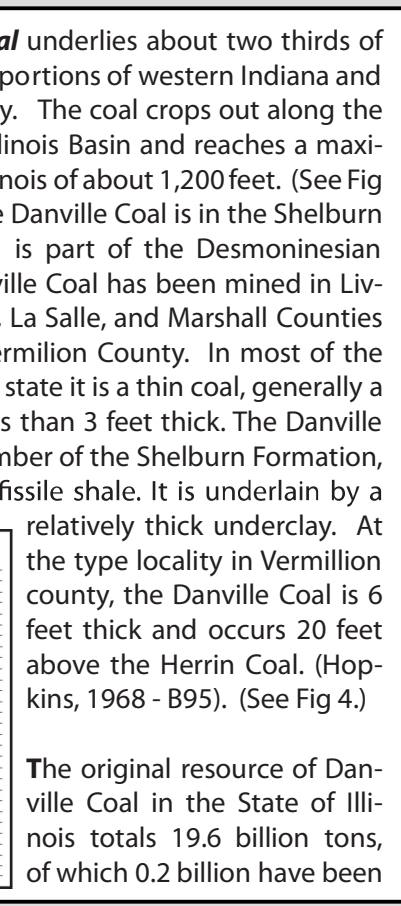 al underlies about two thirds of
portions of western Indiana and
y. The coal crops out along the
linois Basin and reaches a maxi-
nois of about 1,200 feet. (See Fig
e Danville Coal is in the Shelburn
is part of the Desmoninesian
ville Coal has been mined in Liv-
, La Salle, and Marshall Counties
ermilion County. In most of the
state it is a thin coal, generally a
s than 3 feet thick. The Danville
mber of the Shelburn Formation,
fissile shale. It is underlain by a
relatively thick underclay. At
the type locality in Vermillion
county, the Danville Coal is 6
feet thick and occurs 20 feet
above the Herrin Coal. (Hop-
kins, 1968 - B95). (See Fig 4.)
The original resource of Dan-
ville Coal in the State of Illi-
nois totals 19.6 billion tons,
of which 0.2 billion have been